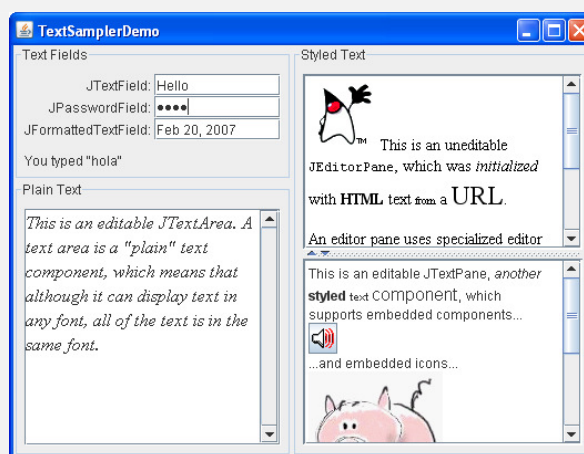 TextSamplerDemo
Text Fields
JTextField: Hello
JPasswordField: ••••
JFormattedTextField: Feb 20, 2007
You typed "hola"
Plain Text
This is an editable JTextArea. A
text area is a "plain" text
component, which means that
although it can display text in
any font, all of the text is in the
same font.
Styled Text
TM This is an uneditable
JEditorPane, which was initialized
with HTML text from a URL.
An editor pane uses specialized editor
This is an editable JTextPane, another
styled text component, which
supports embedded components...
...and embedded icons...